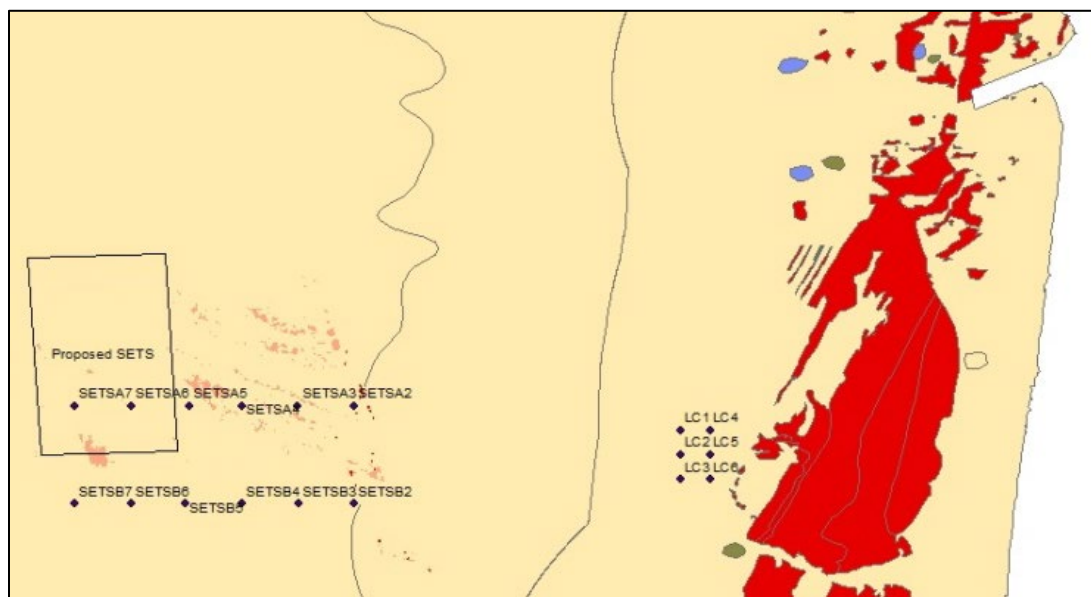 Proposed SETS
SETSA7 SETSA6 SETSA5 SETSA3 SETSA2
SETSA4
LC1 LC4
LC2 LC5
LC3 LC6
SETSB7 SETSB6 SETSB4 SETSB3 SETSB2
SETSB5